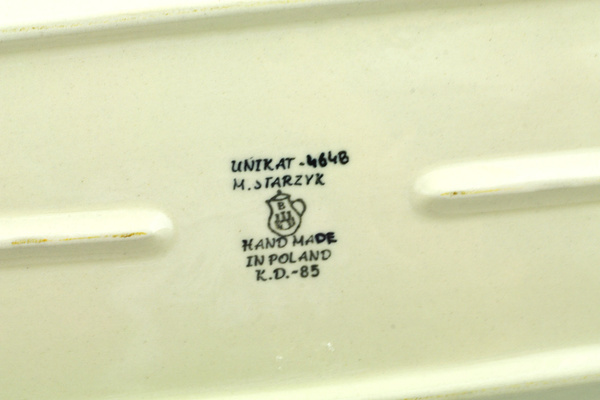 UNIKAT-464B
M.STARZYK
B
HAND MADE
IN POLAND
K.D.-85